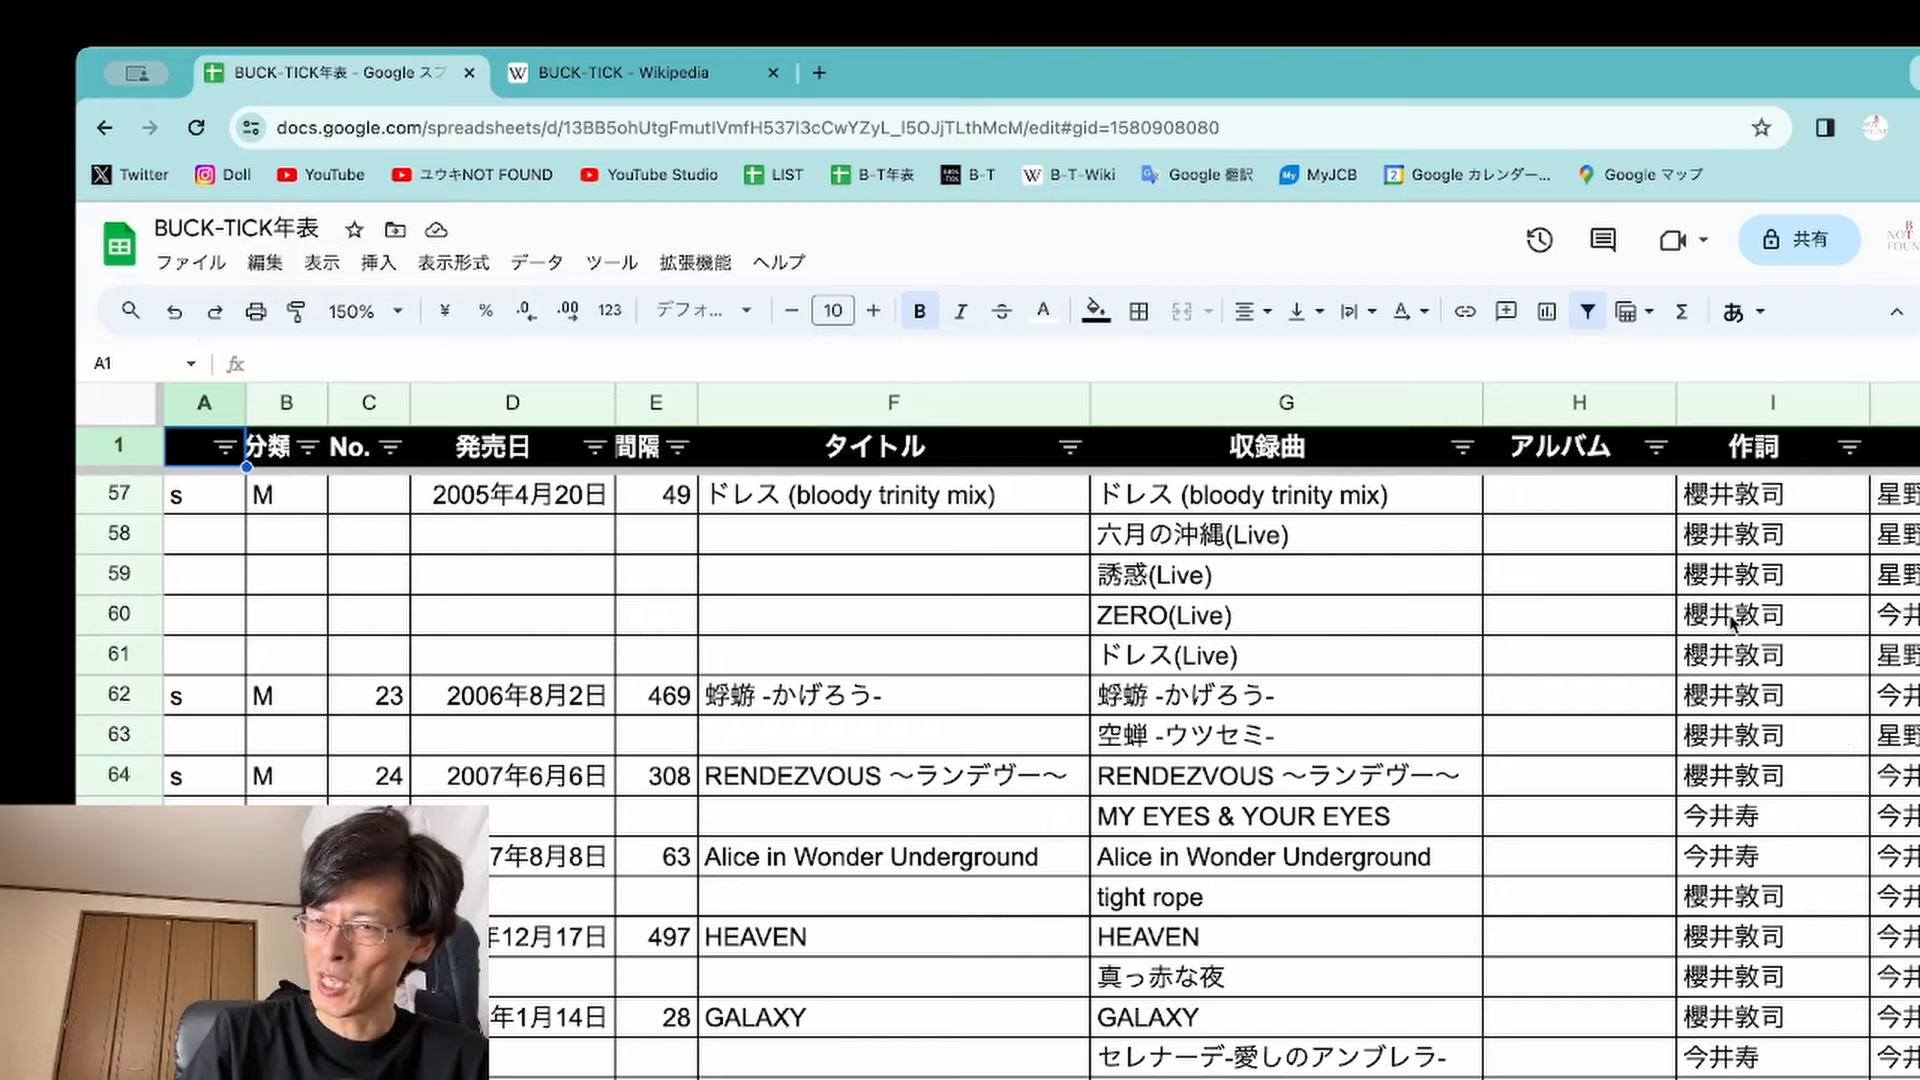 BUCK-TICK年表 - Google スプ
BUCK-TICK - Wikipedia
docs.google.com/spreadsheets/d/13BB5ohUtgFmutIVmfH537I3cCwYZyL_I5OJjTLthMcM/edit#gid=1580908080
Twitter Doll YouTube ユウキNOT FOUND YouTube Studio LIST B-T年表 B-T B-T-Wiki Google 翻訳 MyJCB Google カレンダー... Google マップ
BUCK-TICK年表
ファイル 編集 表示 挿入 表示形式 データ ツール 拡張機能 ヘルプ
共有
150% ¥ % .0 .00 123 デフォ... 10 B I A あ
A1 fx
A B C D E F G H I
1 分類 No. 発売日 間隔 タイトル 収録曲 アルバム 作詞
57 s M 2005年4月20日 49 ドレス (bloody trinity mix) ドレス (bloody trinity mix) 櫻井敦司 星野
58 六月の沖縄(Live) 櫻井敦司 星野
59 誘惑(Live) 櫻井敦司 星野
60 ZERO(Live) 櫻井敦司 今井
61 ドレス(Live) 櫻井敦司 星野
62 s M 23 2006年8月2日 469 蜉蝣 -かげろう- 蜉蝣 -かげろう- 櫻井敦司 今井
63 空蝉 -ウツセミ- 櫻井敦司 星野
64 s M 24 2007年6月6日 308 RENDEZVOUS 〜ランデヴー〜 RENDEZVOUS 〜ランデヴー〜 櫻井敦司 今井
MY EYES & YOUR EYES 今井寿 今井
7年8月8日 63 Alice in Wonder Underground Alice in Wonder Underground 今井寿 今井
tight rope 櫻井敦司 今井
年12月17日 497 HEAVEN HEAVEN 櫻井敦司 今井
真っ赤な夜 櫻井敦司 今井
年1月14日 28 GALAXY GALAXY 櫻井敦司 今井
セレナーデ-愛しのアンブレラ- 今井寿 今井